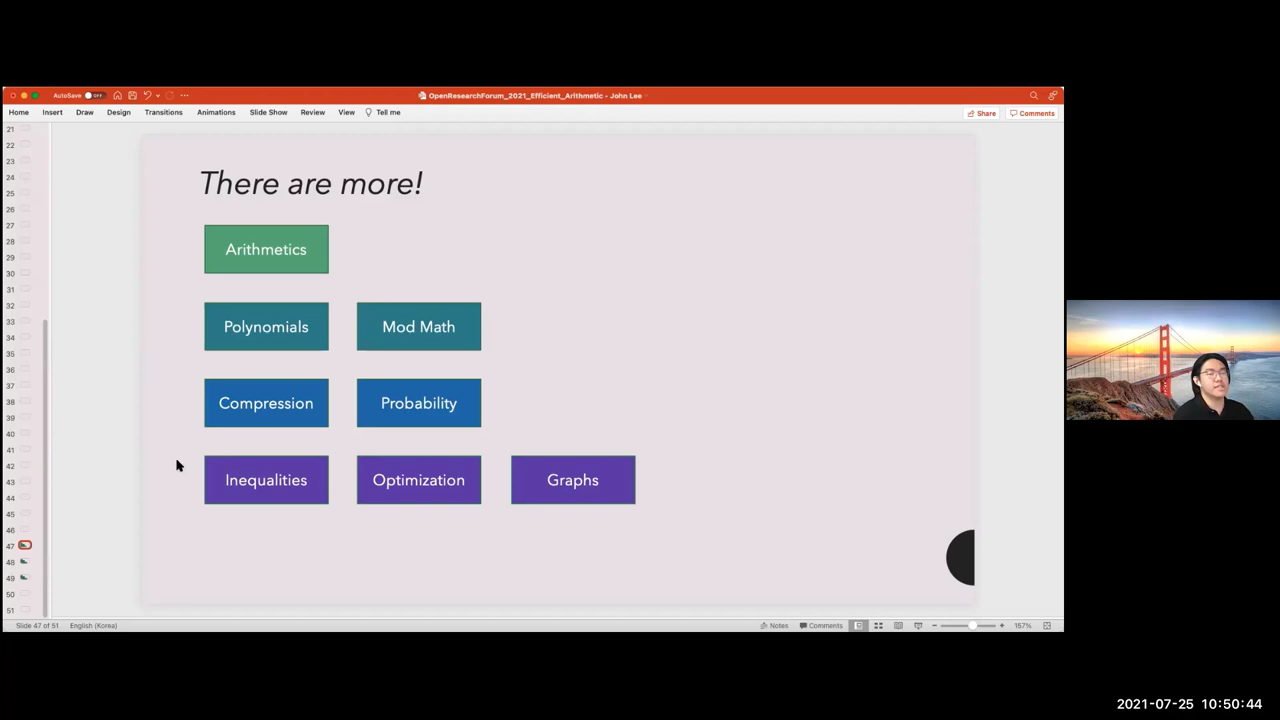 AutoSave OFF
OpenResearchForum_2021_Efficient_Arithmetic - John Lee
Home Insert Draw Design Transitions Animations Slide Show Review View Tell me
Share Comments
21
22
23
24
25
26
27
28
29
30
31
32
33
34
35
36
37
38
39
40
41
42
43
44
45
46
47
48
49
50
51
There are more!
Arithmetics
Polynomials Mod Math
Compression Probability
Inequalities Optimization Graphs
Slide 47 of 51 English (Korea)
Notes Comments 157%
2021-07-25 10:50:44